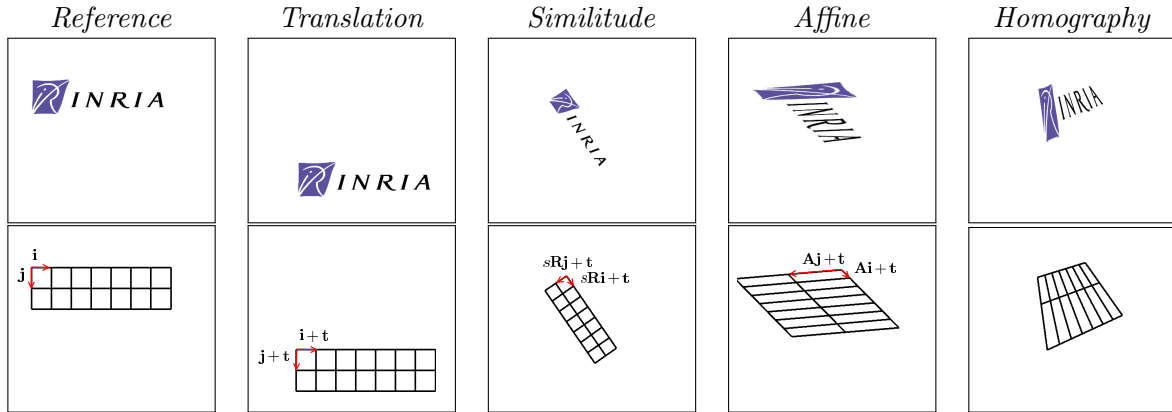 Reference
Translation
Similitude
Affine
Homography
INRIA
INRIA
INRIA
INRIA
INRIA
i
j
i + t
j + t
sRj + t
sRi + t
Aj + t
Ai + t